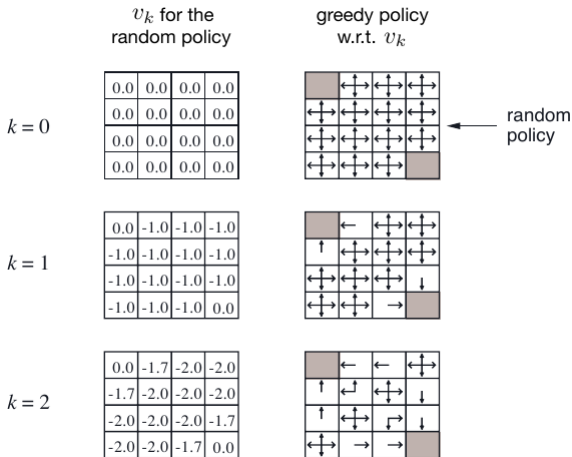 v_k for the
random policy
greedy policy
w.r.t. v_k
k = 0
0.0 0.0 0.0 0.0
0.0 0.0 0.0 0.0
0.0 0.0 0.0 0.0
0.0 0.0 0.0 0.0
random
policy
k = 1
0.0 -1.0 -1.0 -1.0
-1.0 -1.0 -1.0 -1.0
-1.0 -1.0 -1.0 -1.0
-1.0 -1.0 -1.0 0.0
k = 2
0.0 -1.7 -2.0 -2.0
-1.7 -2.0 -2.0 -2.0
-2.0 -2.0 -2.0 -1.7
-2.0 -2.0 -1.7 0.0